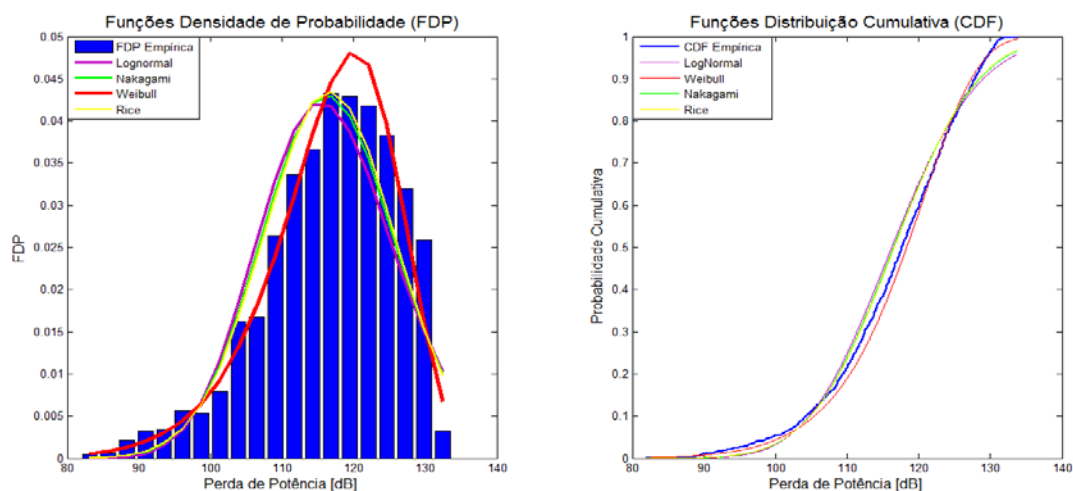 Funções Densidade de Probabilidade (FDP)
0.05
0.045
0.04
0.035
0.03
0.025
0.02
0.015
0.01
0.005
0
FDP
FDP Empírica
Lognormal
Nakagami
Weibull
Rice
80
90
100
110
120
130
140
Perda de Potência [dB]
Funções Distribuição Cumulativa (CDF)
1
0.9
0.8
0.7
0.6
0.5
0.4
0.3
0.2
0.1
0
Probabilidade Cumulativa
CDF Empírica
LogNormal
Weibull
Nakagami
Rice
80
90
100
110
120
130
140
Perda de Potência [dB]